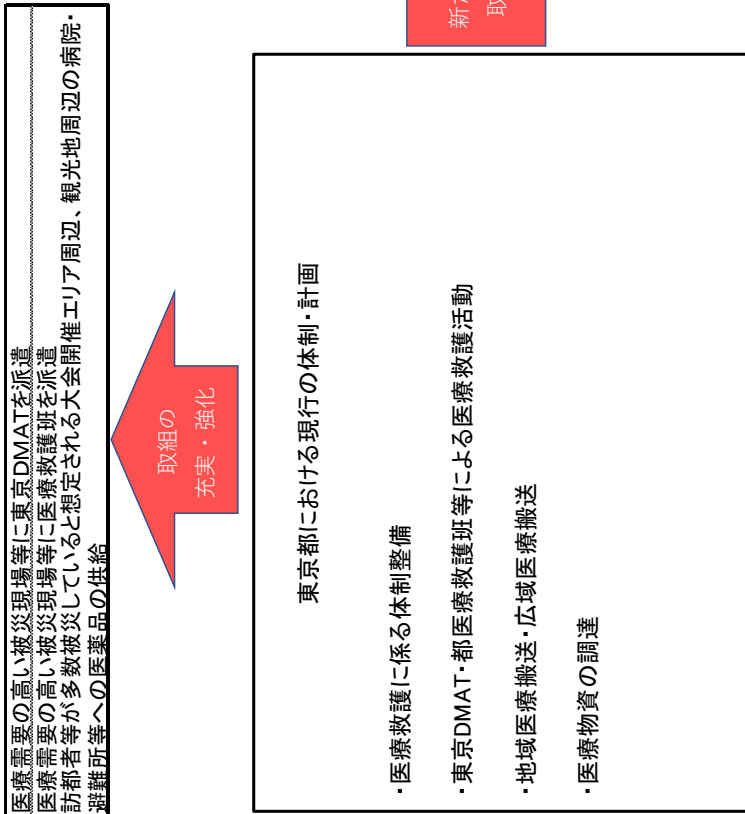 医療需要の高い被災現場等に東京DMATを派遣
医療需要の高い被災現場等に医療救護班を派遣
訪都者等が多数被災していると想定される大会開催エリア周辺、観光地周辺の病院・
避難所等への医薬品の供給
取組の
充実・強化
東京都における現行の体制・計画
・医療救護に係る体制整備
・東京DMAT・都医療救護班等による医療救護活動
・地域医療搬送・広域医療搬送
・医療物資の調達
新た
取